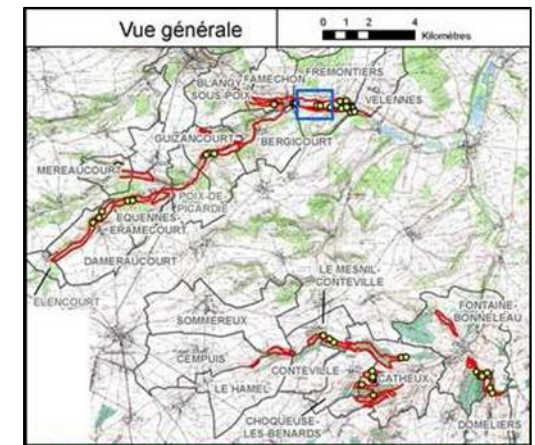 Vue générale
0 1 2 4
Kilomètres
FREMONTIERS
FAMECHON
BLANGY-
SOUS-POIX
VELENNES
GUIZANCOURT
BERGICOURT
MEREAUCOURT
POIX-DE-
PICARDIE
EQUENNES-
ERAMECOURT
DAMERAUCOURT
ELENCOURT
LE MESNIL-
CONTEVILLE
FONTAINE-
BONNELEAU
SOMMEREUX
CEMPUIS
CONTEVILLE
CATHEUX
LE HAMEL
CHOQUEUSE-
LES-BENARDS
DOMELIERS